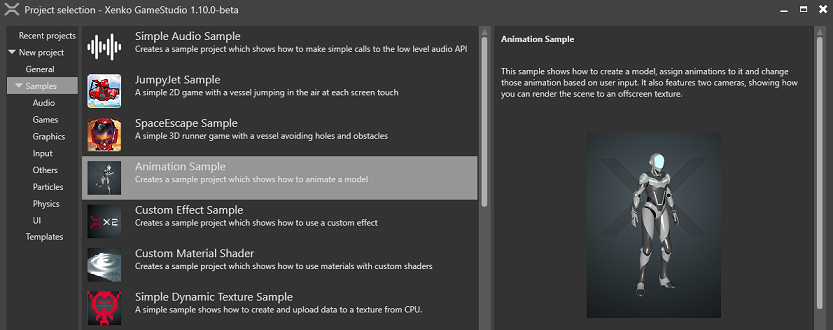 Project selection - Xenko GameStudio 1.10.0-beta
Recent projects
New project
General
Samples
Audio
Games
Graphics
Input
Others
Particles
Physics
UI
Templates
Simple Audio Sample
Creates a sample project which shows how to make simple calls to the low level audio API
JumpyJet Sample
A simple 2D game with a vessel jumping in the air at each screen touch
SpaceEscape Sample
A simple 3D runner game with a vessel avoiding holes and obstacles
Animation Sample
Creates a sample project which shows how to animate a model
Custom Effect Sample
Creates a sample project which shows how to use a custom effect
Custom Material Shader
Creates a sample project which shows how to use materials with custom shaders
Simple Dynamic Texture Sample
A simple sample shows how to create and upload data to a texture from CPU.
Animation Sample
This sample shows how to create a model, assign animations to it and change
those animation based on user input. It also features two cameras, showing how
you can render the scene to an offscreen texture.